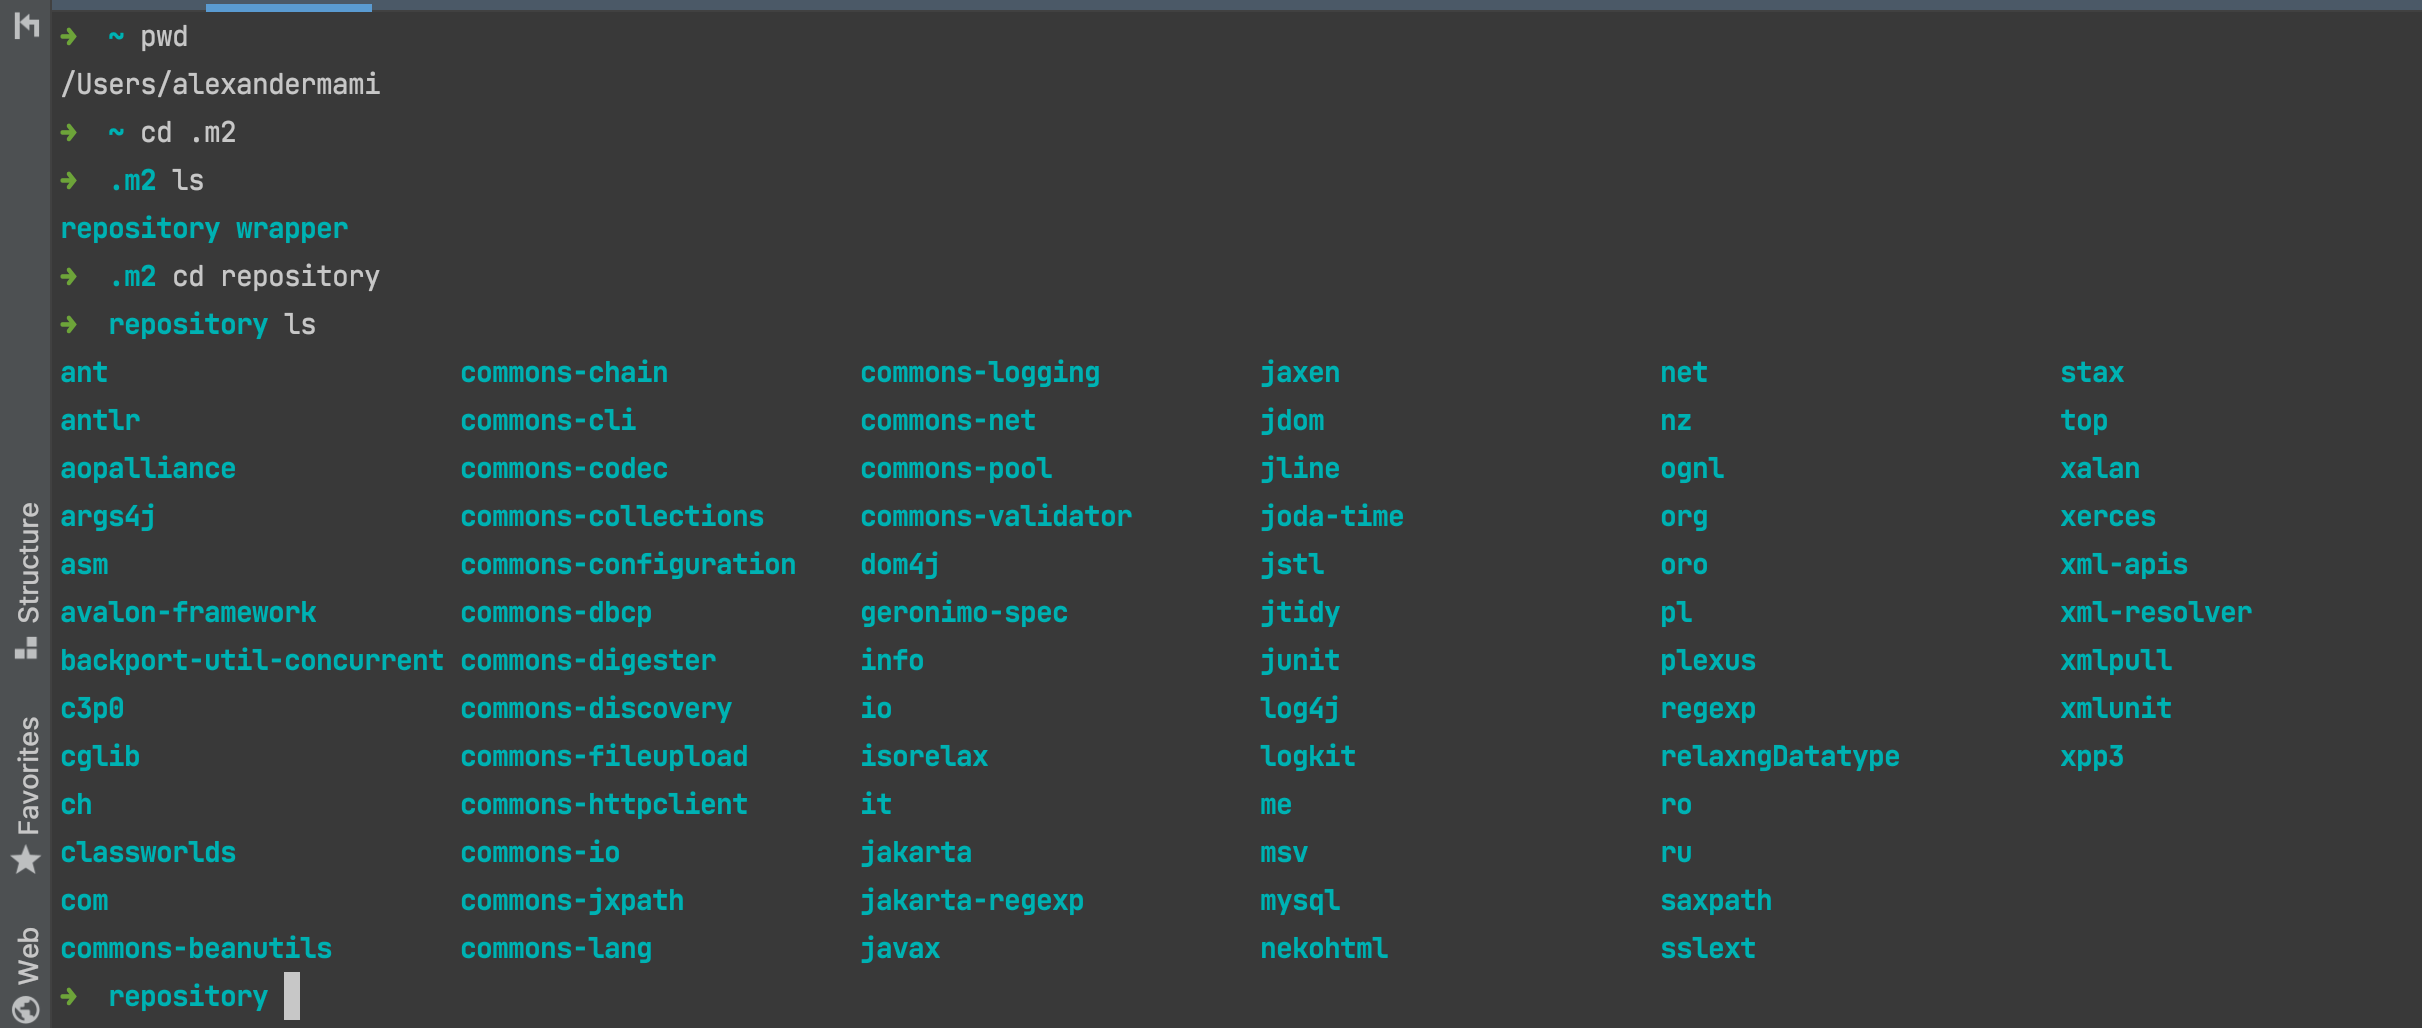 ➜  ~ pwd
/Users/alexandermami
➜  ~ cd .m2
➜  .m2 ls
repository wrapper
➜  .m2 cd repository
➜  repository ls
ant commons-chain commons-logging jaxen net stax
antlr commons-cli commons-net jdom nz top
aopalliance commons-codec commons-pool jline ognl xalan
args4j commons-collections commons-validator joda-time org xerces
asm commons-configuration dom4j jstl oro xml-apis
avalon-framework commons-dbcp geronimo-spec jtidy pl xml-resolver
backport-util-concurrent commons-digester info junit plexus xmlpull
c3p0 commons-discovery io log4j regexp xmlunit
cglib commons-fileupload isorelax logkit relaxngDatatype xpp3
ch commons-httpclient it me ro
classworlds commons-io jakarta msv ru
com commons-jxpath jakarta-regexp mysql saxpath
commons-beanutils commons-lang javax nekohtml sslext
➜  repository
Structure
Favorites
Web